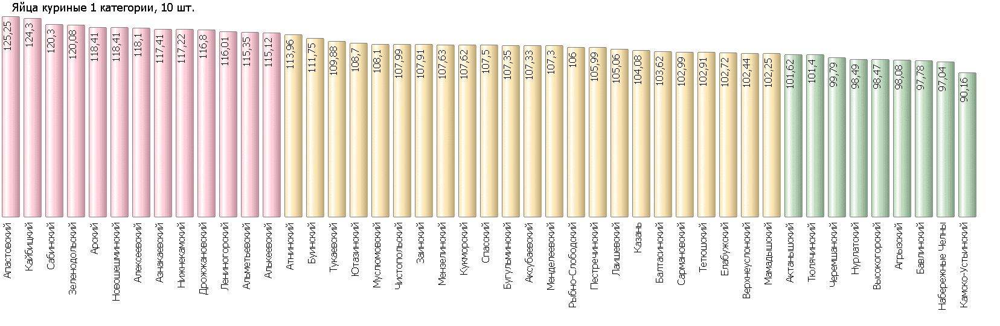 Яйца куриные 1 категории, 10 шт.
125,25
124,3
120,3
120,08
118,41
118,41
118,1
117,41
117,22
116,8
116,01
115,35
115,12
113,96
111,75
109,88
108,7
108,1
107,99
107,91
107,63
107,62
107,5
107,35
107,33
107,3
106
105,99
105,06
104,08
103,62
102,99
102,91
102,72
102,44
102,25
101,62
101,4
99,79
98,49
98,47
98,08
97,78
97,04
90,16
Апастовский
Кайбицкий
Сабинский
Зеленодольский
Арский
Новошешминский
Алексеевский
Азнакаевский
Нижнекамский
Дрожжановский
Лениногорский
Альметьевский
Алькеевский
Атнинский
Буинский
Тукаевский
Ютазинский
Муслюмовский
Чистопольский
Заинский
Мензелинский
Кукморский
Спасский
Бугульминский
Аксубаевский
Менделеевский
Рыбно-Слободский
Пестречинский
Лаишевский
Казань
Балтасинский
Сармановский
Тетюшский
Елабужский
Верхнеуслонский
Мамадышский
Актанышский
Тюлячинский
Черемшанский
Нурлатский
Высокогорский
Агрызский
Бавлинский
Набережные Челны
Камско-Устьинский